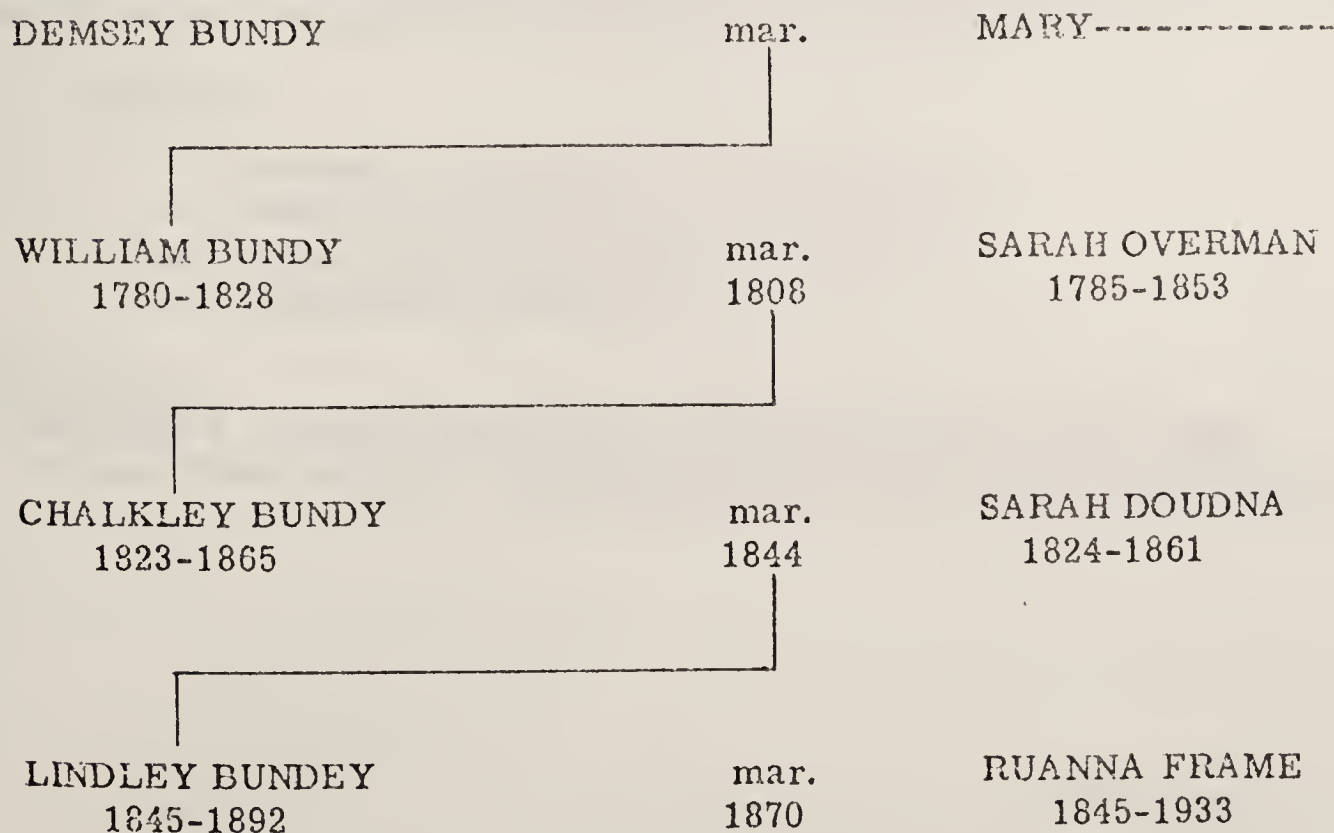 DEMSEY BUNDY mar. MARY------------
WILLIAM BUNDY mar. SARAH OVERMAN
1780-1828 1808 1785-1853
CHALKLEY BUNDY mar. SARAH DOUDNA
1823-1865 1844 1824-1861
LINDLEY BUNDEY mar. RUANNA FRAME
1845-1892 1870 1845-1933